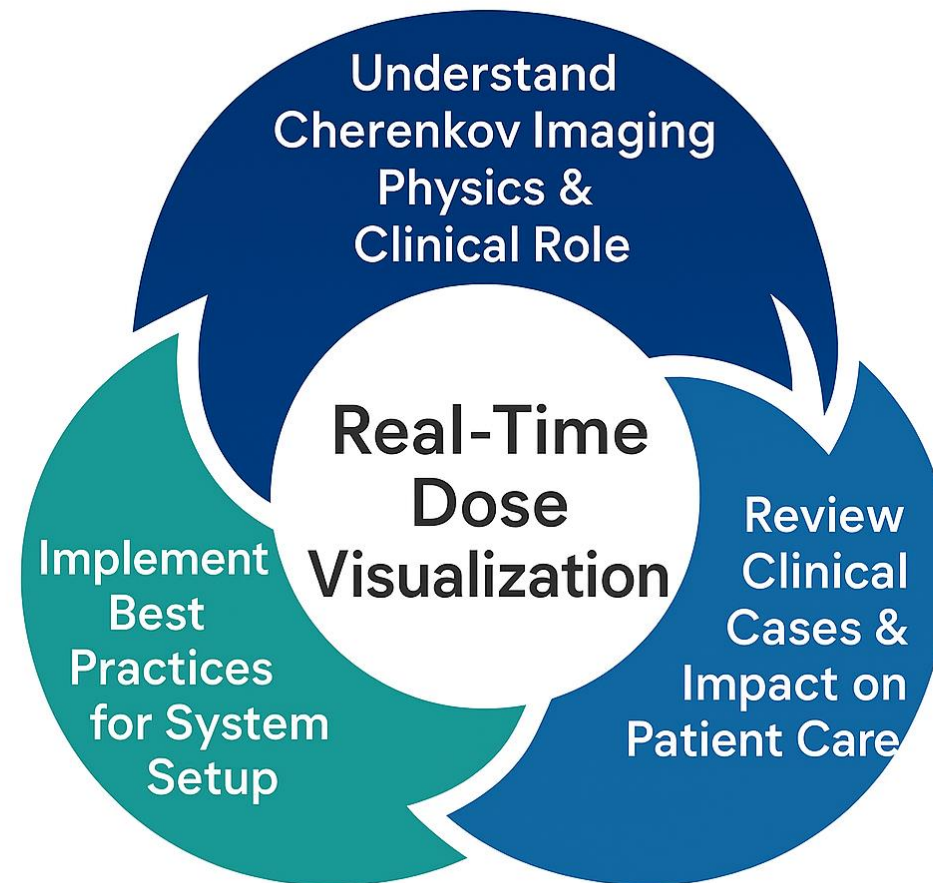 Understand
Cherenkov Imaging
Physics &
Clinical Role
Real-Time
Dose
Visualization
Review
Clinical
Cases &
Impact on
Patient Care
Implement
Best
Practices
for System
Setup